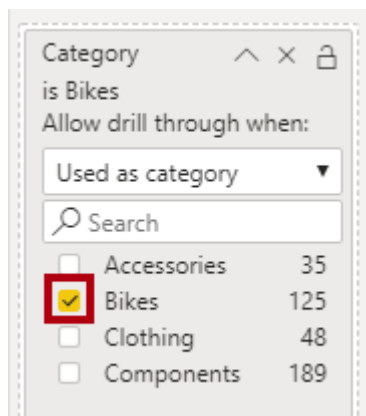 Category
is Bikes
Allow drill through when:
Used as category
Search
Accessories 35
Bikes 125
Clothing 48
Components 189